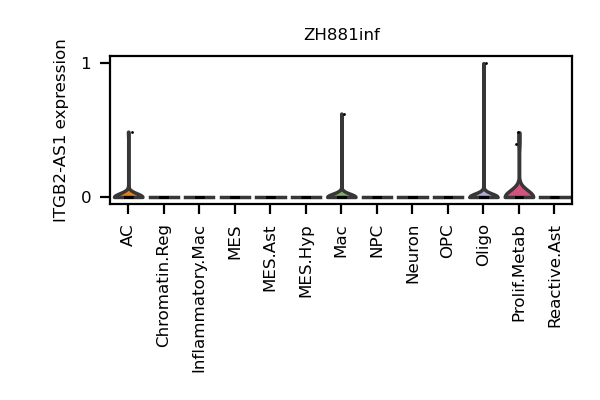 ZH881inf
ITGB2-AS1 expression
1
0
AC
Chromatin.Reg
Inflammatory.Mac
MES
MES.Ast
MES.Hyp
Mac
NPC
Neuron
OPC
Oligo
Prolif.Metab
Reactive.Ast